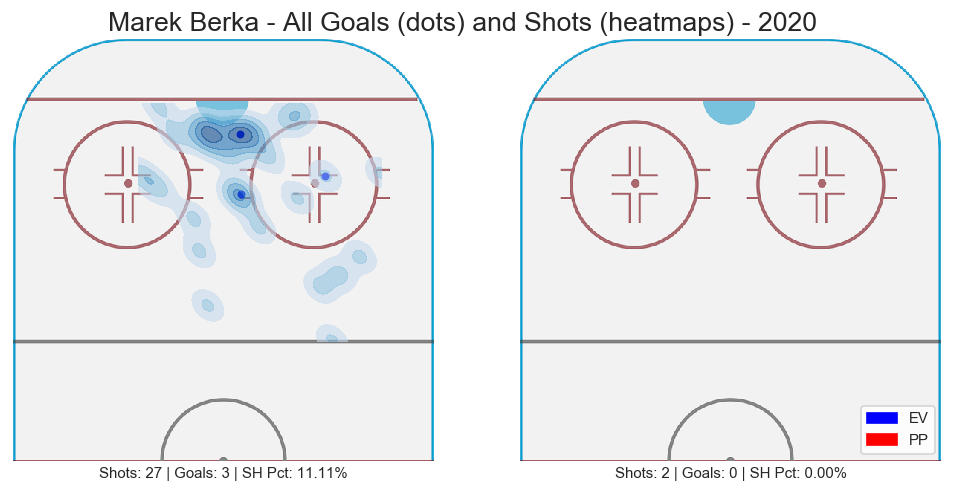 Marek Berka - All Goals (dots) and Shots (heatmaps) - 2020
EV
PP
Shots: 27 | Goals: 3 | SH Pct: 11.11%
Shots: 2 | Goals: 0 | SH Pct: 0.00%